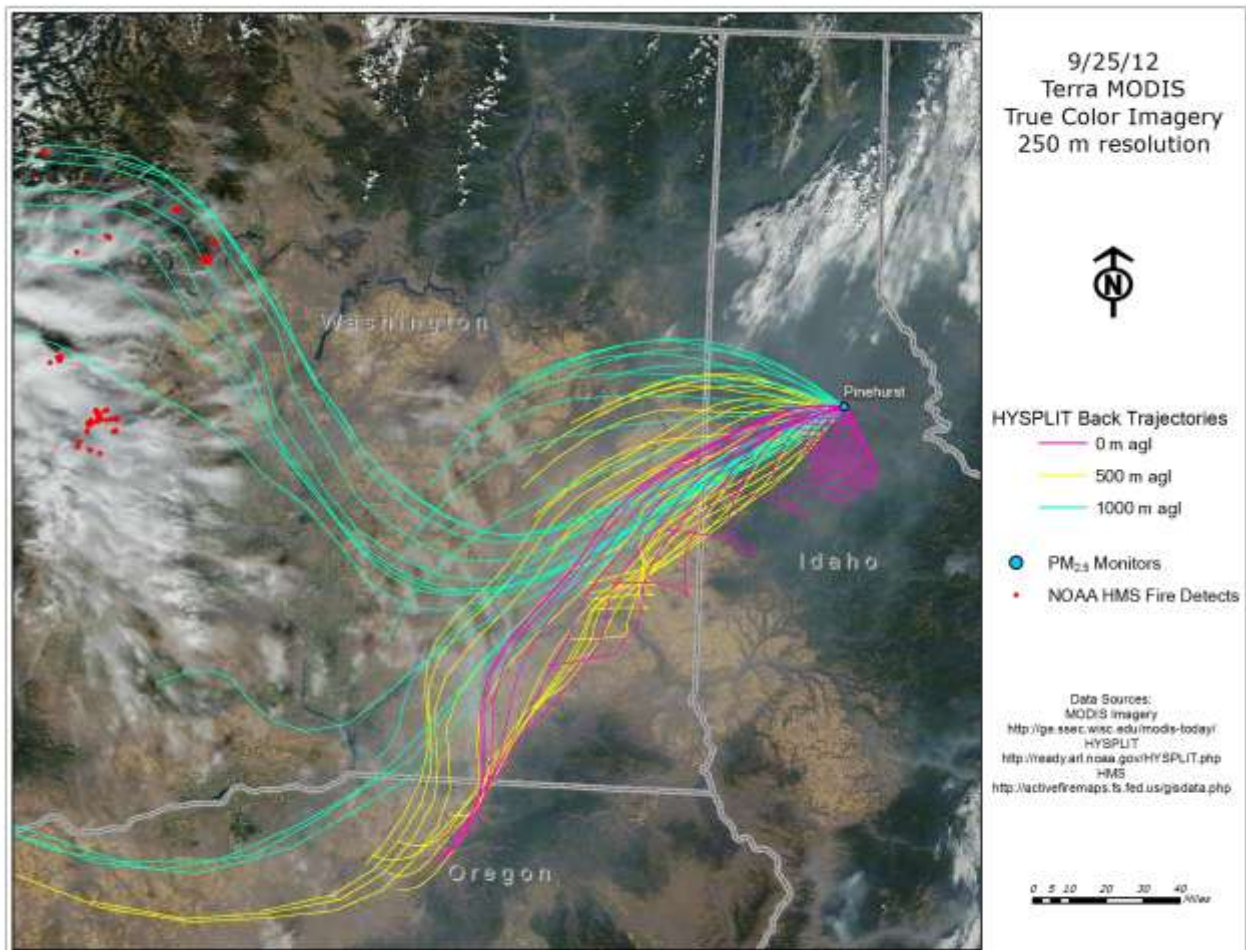 9/25/12
Terra MODIS
True Color Imagery
250 m resolution
N
Washington
Pinehurst
Idaho
Oregon
HYSPLIT Back Trajectories
0 m agl
500 m agl
1000 m agl
PM2.5 Monitors
NOAA HMS Fire Detects
Data Sources:
MODIS Imagery
http://ge.ssec.wisc.edu/modis-today/
HYSPLIT
http://ready.arl.noaa.gov/HYSPLIT.php
HMS
http://activefiremaps.fs.fed.us/gisdata.php
0 5 10 20 30 40
Miles